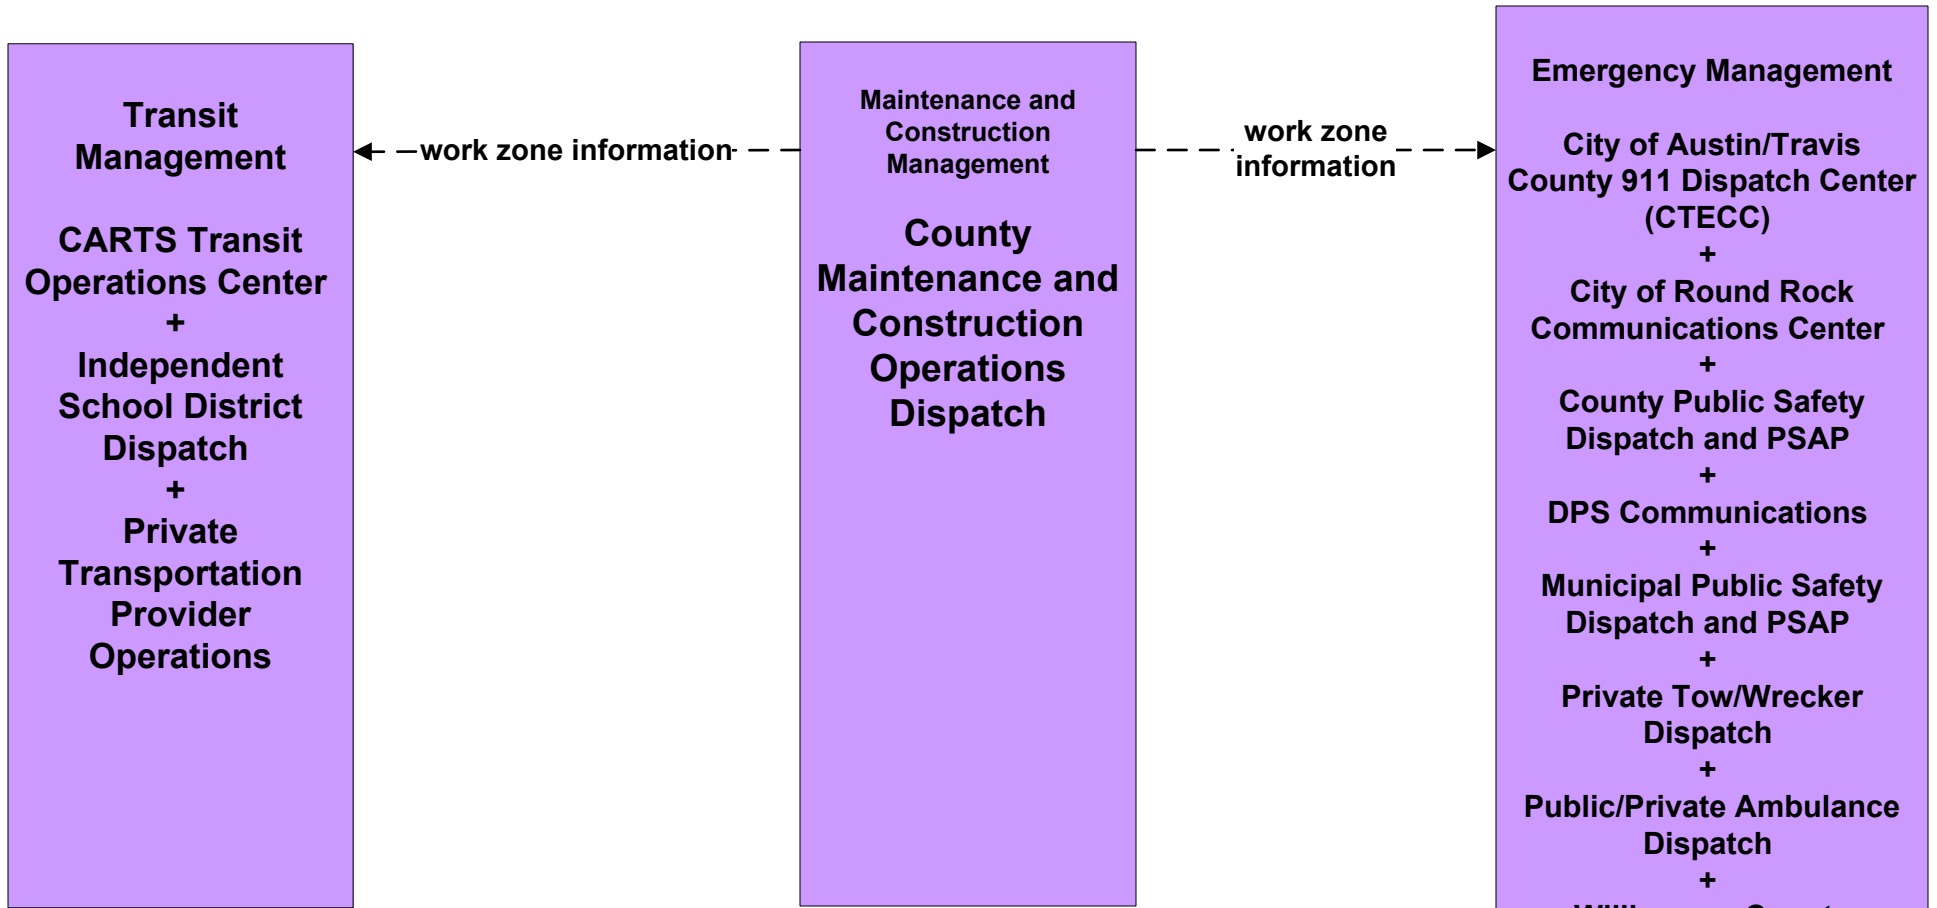 Transit
Management
CARTS Transit
Operations Center
+
Independent
School District
Dispatch
+
Private
Transportation
Provider
Operations
work zone information
Maintenance and
Construction
Management
County
Maintenance and
Construction
Operations
Dispatch
work zone
information
Emergency Management
City of Austin/Travis
County 911 Dispatch Center
(CTECC)
+
City of Round Rock
Communications Center
+
County Public Safety
Dispatch and PSAP
+
DPS Communications
+
Municipal Public Safety
Dispatch and PSAP
+
Private Tow/Wrecker
Dispatch
+
Public/Private Ambulance
Dispatch
+